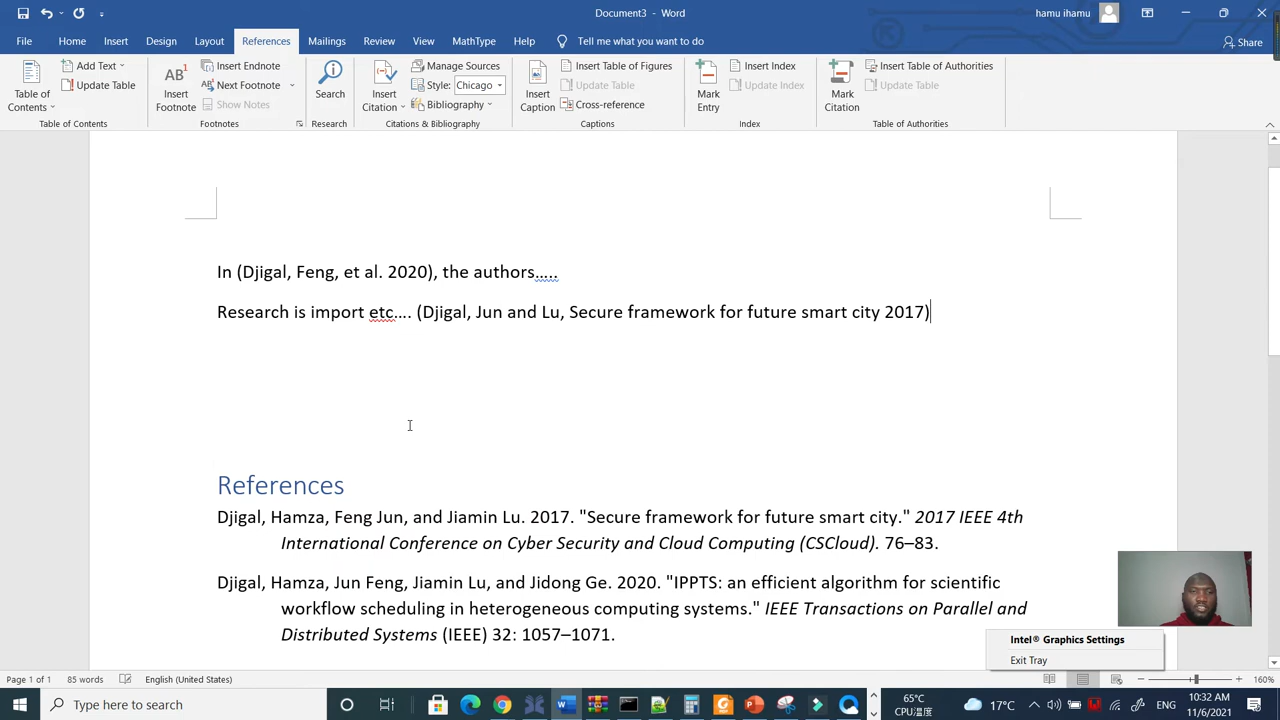 Document3 - Word
hamu ihamu
File Home Insert Design Layout References Mailings Review View MathType Help Tell me what you want to do Share
Table of Contents
Add Text
Update Table
Table of Contents
AB1 Insert Footnote
Insert Endnote
Next Footnote
Show Notes
Footnotes
Search
Research
Insert Citation
Manage Sources
Style: Chicago
Bibliography
Citations & Bibliography
Insert Caption
Insert Table of Figures
Update Table
Cross-reference
Captions
Mark Entry
Insert Index
Update Index
Index
Mark Citation
Insert Table of Authorities
Update Table
Table of Authorities
In (Djigal, Feng, et al. 2020), the authors…..
Research is import etc.… (Djigal, Jun and Lu, Secure framework for future smart city 2017)
References
Djigal, Hamza, Feng Jun, and Jiamin Lu. 2017. "Secure framework for future smart city." 2017 IEEE 4th
International Conference on Cyber Security and Cloud Computing (CSCloud). 76–83.
Djigal, Hamza, Jun Feng, Jiamin Lu, and Jidong Ge. 2020. "IPPTS: an efficient algorithm for scientific
workflow scheduling in heterogeneous computing systems." IEEE Transactions on Parallel and
Distributed Systems (IEEE) 32: 1057–1071.
Intel® Graphics Settings
Exit Tray
Page 1 of 1 85 words English (United States) 160%
Type here to search
65℃
CPU温度
17°C
10:32 AM
11/6/2021